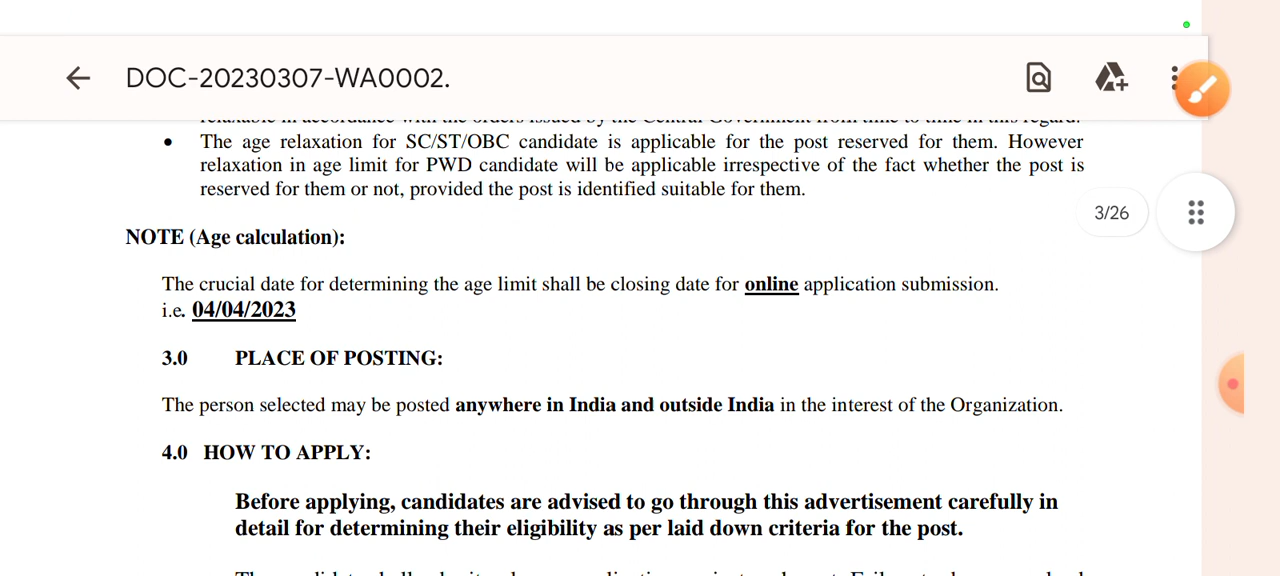 DOC-20230307-WA0002.
• The age relaxation for SC/ST/OBC candidate is applicable for the post reserved for them. However
relaxation in age limit for PWD candidate will be applicable irrespective of the fact whether the post is
reserved for them or not, provided the post is identified suitable for them.
3/26
NOTE (Age calculation):
The crucial date for determining the age limit shall be closing date for online application submission.
i.e. 04/04/2023
3.0 PLACE OF POSTING:
The person selected may be posted anywhere in India and outside India in the interest of the Organization.
4.0 HOW TO APPLY:
Before applying, candidates are advised to go through this advertisement carefully in
detail for determining their eligibility as per laid down criteria for the post.